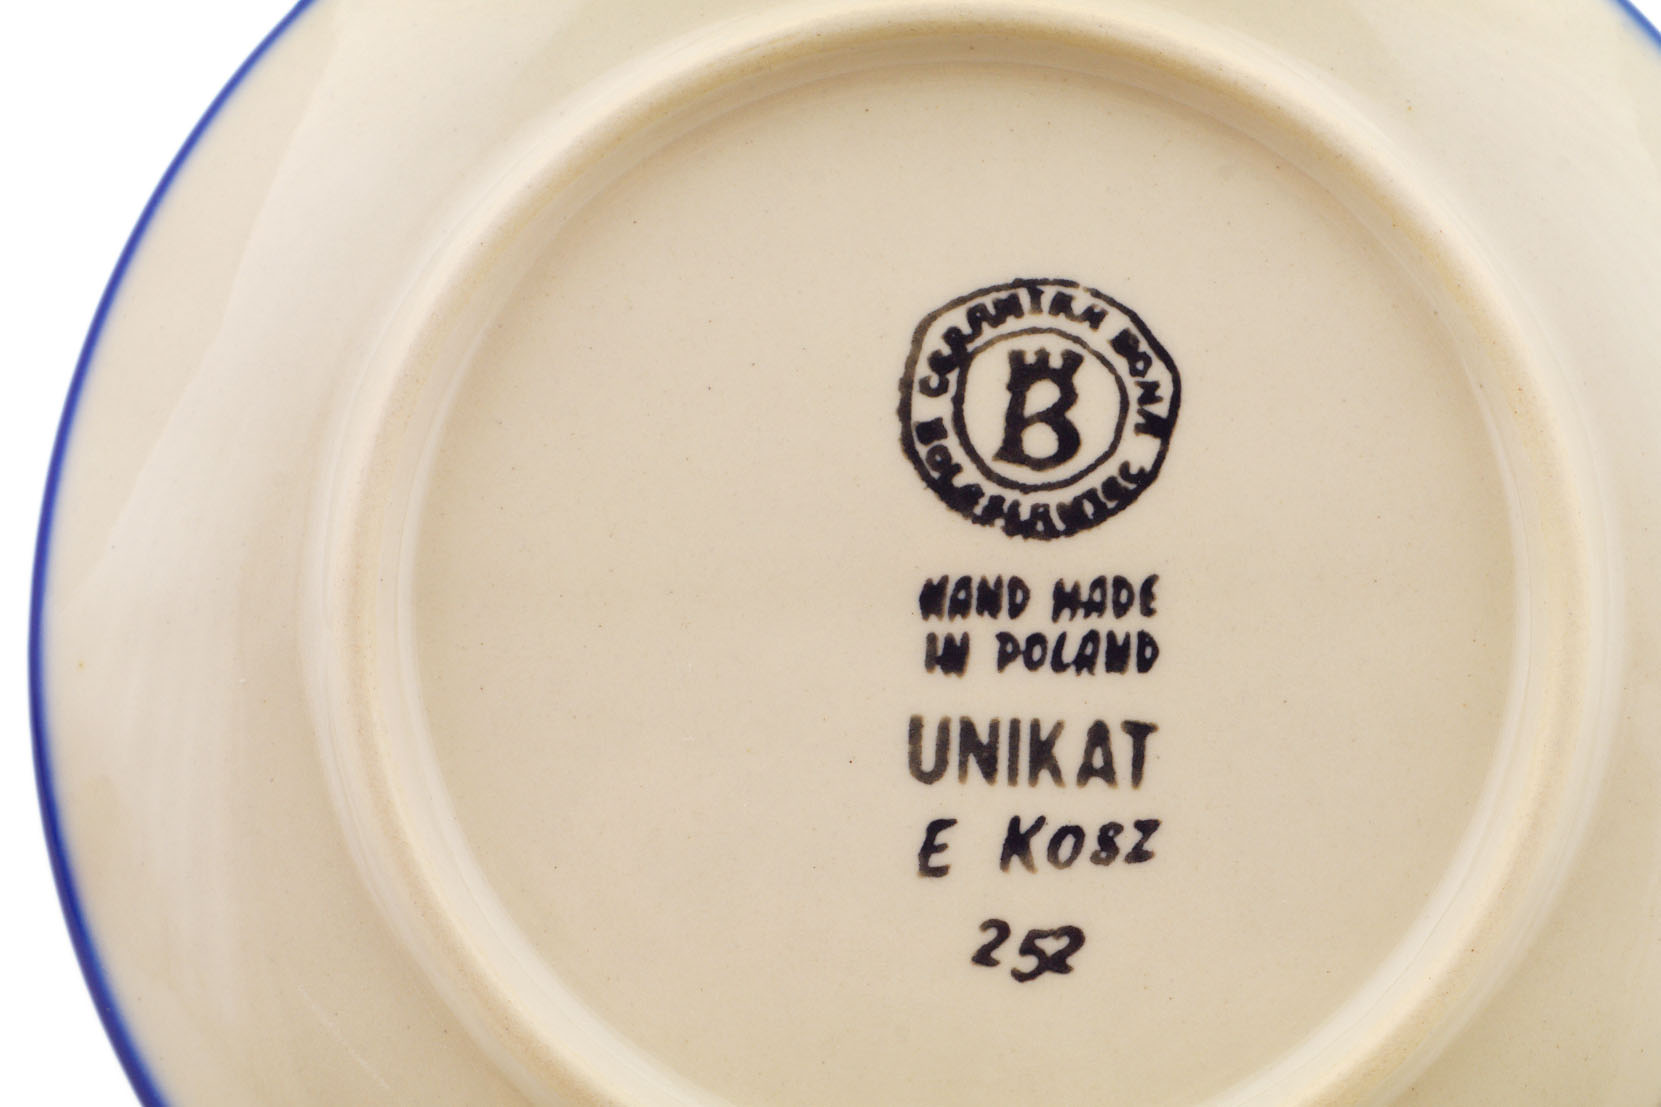 CERAMIKA BONA
BOLESŁAWIEC
B
HAND MADE
IN POLAND
UNIKAT
E KOSZ
252